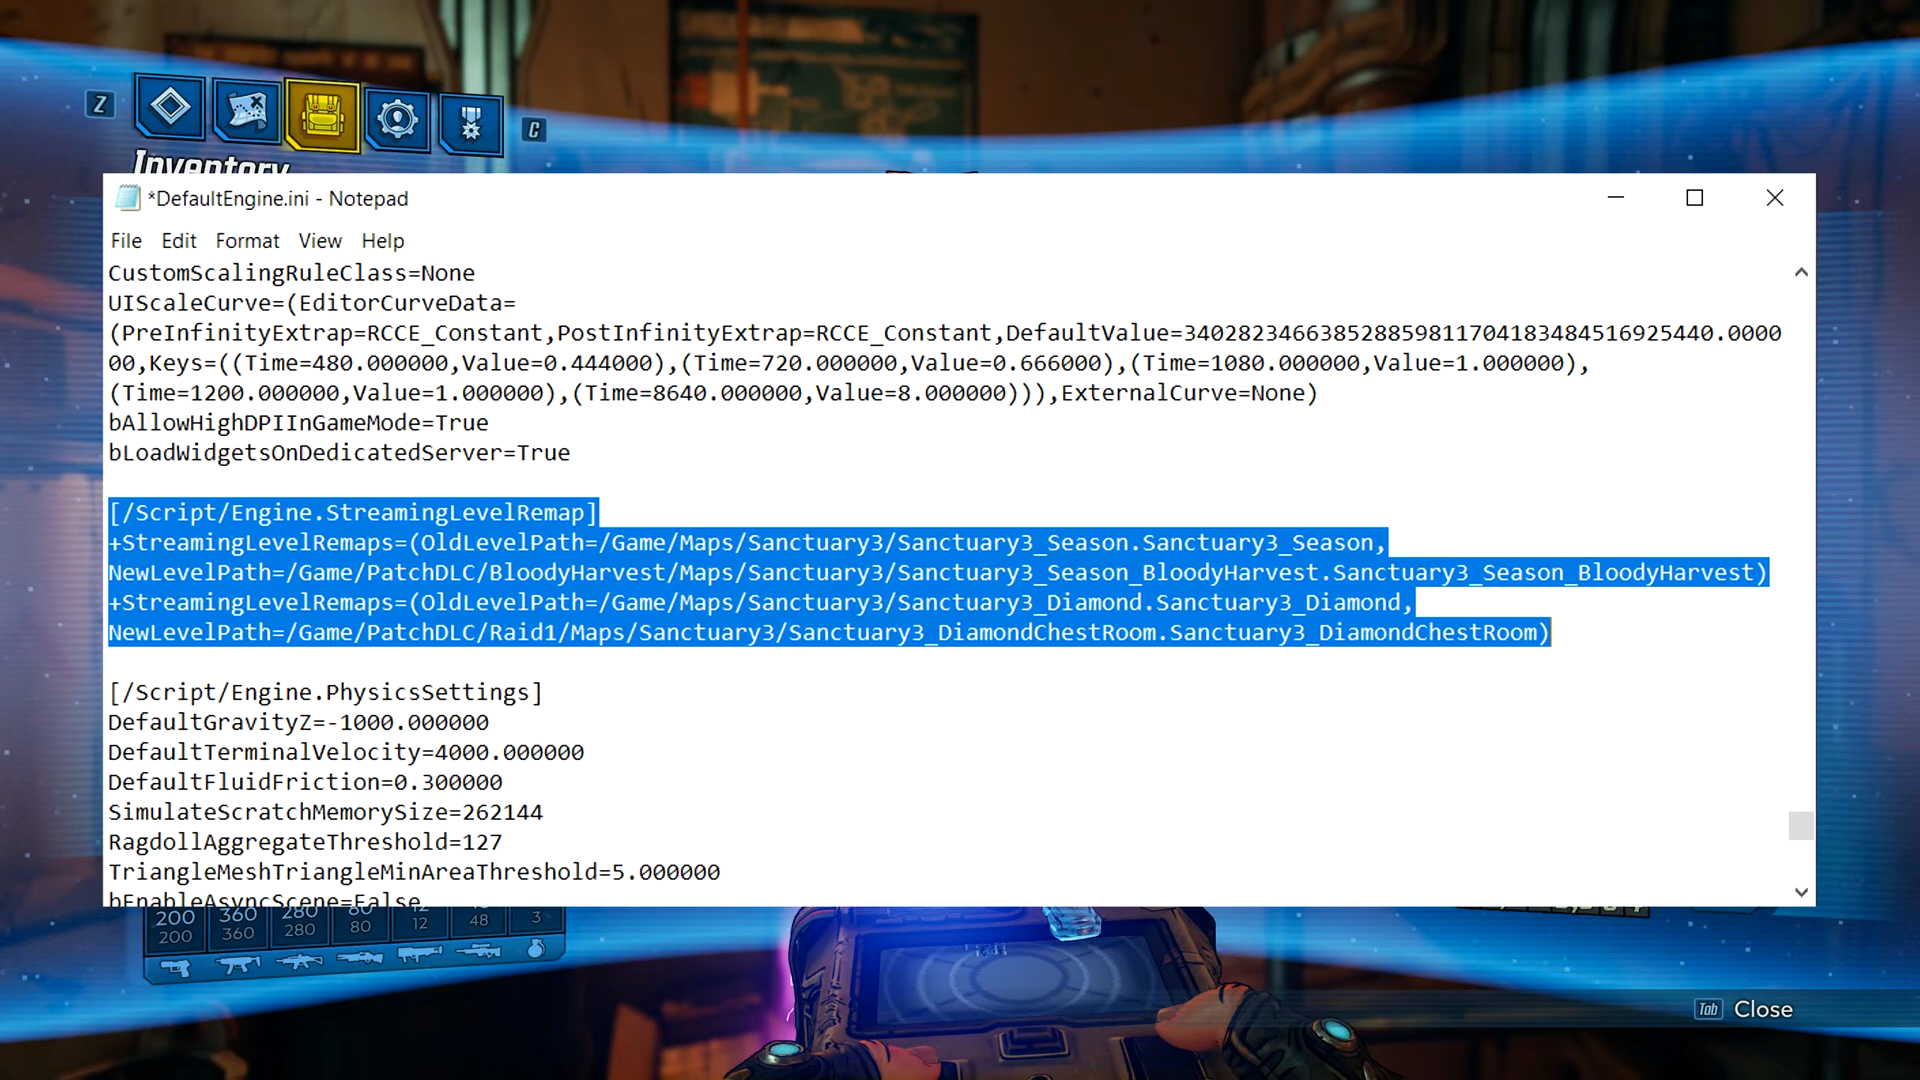 Z
C
Inventory
*DefaultEngine.ini - Notepad
File Edit Format View Help
CustomScalingRuleClass=None
UIScaleCurve=(EditorCurveData=
(PreInfinityExtrap=RCCE_Constant,PostInfinityExtrap=RCCE_Constant,DefaultValue=340282346638528859811704183484516925440.0000
00,Keys=((Time=480.000000,Value=0.444000),(Time=720.000000,Value=0.666000),(Time=1080.000000,Value=1.000000),
(Time=1200.000000,Value=1.000000),(Time=8640.000000,Value=8.000000))),ExternalCurve=None)
bAllowHighDPIInGameMode=True
bLoadWidgetsOnDedicatedServer=True
[/Script/Engine.StreamingLevelRemap]
+StreamingLevelRemaps=(OldLevelPath=/Game/Maps/Sanctuary3/Sanctuary3_Season.Sanctuary3_Season,
NewLevelPath=/Game/PatchDLC/BloodyHarvest/Maps/Sanctuary3/Sanctuary3_Season_BloodyHarvest.Sanctuary3_Season_BloodyHarvest)
+StreamingLevelRemaps=(OldLevelPath=/Game/Maps/Sanctuary3/Sanctuary3_Diamond.Sanctuary3_Diamond,
NewLevelPath=/Game/PatchDLC/Raid1/Maps/Sanctuary3/Sanctuary3_DiamondChestRoom.Sanctuary3_DiamondChestRoom)
[/Script/Engine.PhysicsSettings]
DefaultGravityZ=-1000.000000
DefaultTerminalVelocity=4000.000000
DefaultFluidFriction=0.300000
SimulateScratchMemorySize=262144
RagdollAggregateThreshold=127
TriangleMeshTriangleMinAreaThreshold=5.000000
bEnableAsyncScene=False
200 360 280 80 12
200 360 280 80 12 48 3
Tab Close